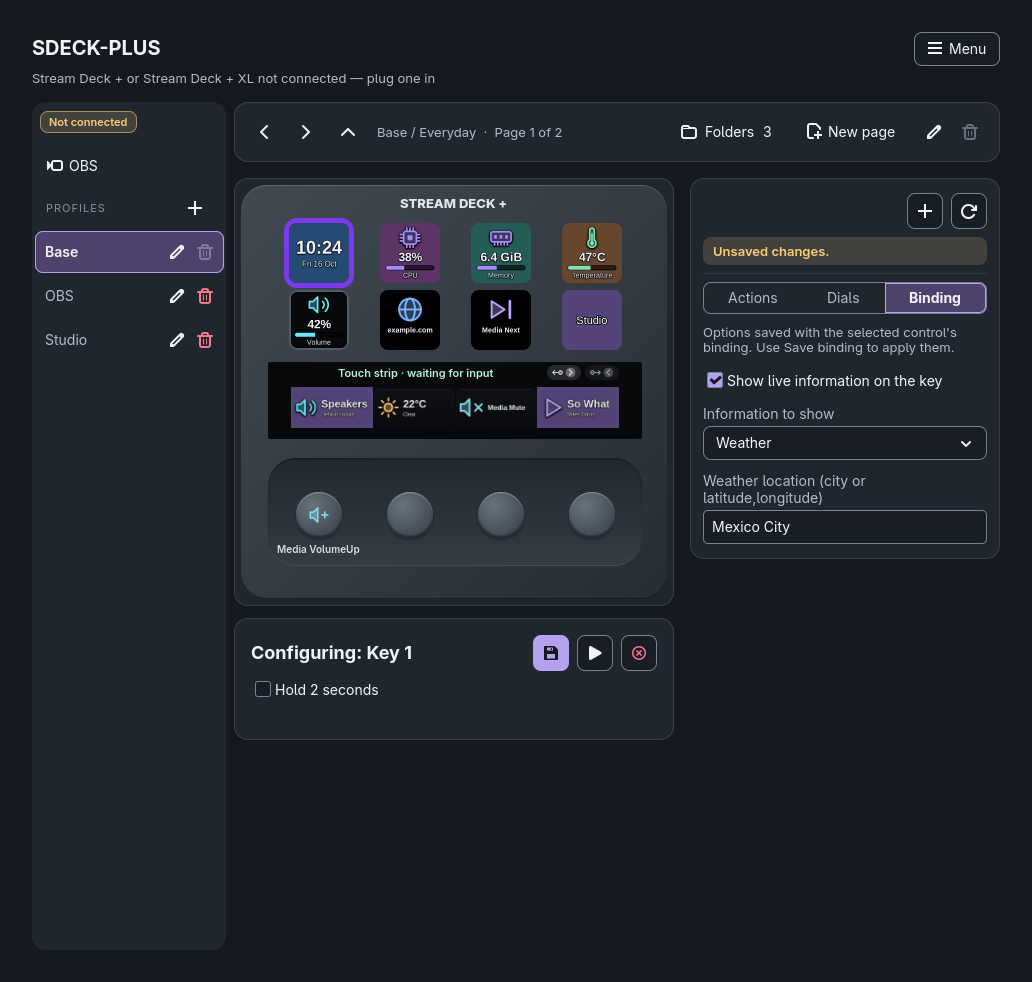 SDECK-PLUS
Menu
Stream Deck + or Stream Deck + XL not connected — plug one in
Not connected
OBS
PROFILES
Base
OBS
Studio
Base / Everyday · Page 1 of 2
Folders 3
New page
STREAM DECK +
10:24
Fri 16 Oct
38%
CPU
6.4 GiB
Memory
47°C
Temperature
42%
Volume
example.com
Media Next
Studio
Touch strip · waiting for input
Speakers
22°C
Clear
Media Mute
So What
Miles Davis
Media VolumeUp
Configuring: Key 1
Hold 2 seconds
Unsaved changes.
Actions
Dials
Binding
Options saved with the selected control's
binding. Use Save binding to apply them.
Show live information on the key
Information to show
Weather
Weather location (city or
latitude,longitude)
Mexico City